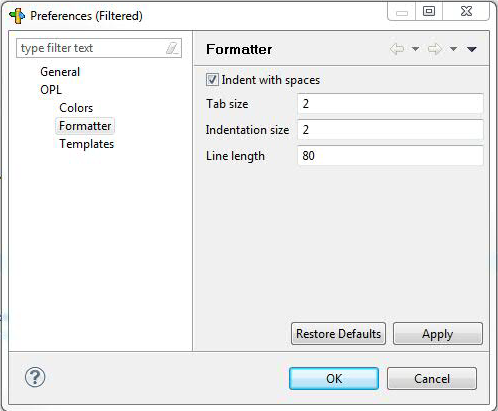 Preferences (Filtered)
type filter text
General
OPL
Colors
Formatter
Templates
Formatter
Indent with spaces
Tab size 2
Indentation size 2
Line length 80
Restore Defaults Apply
? OK Cancel